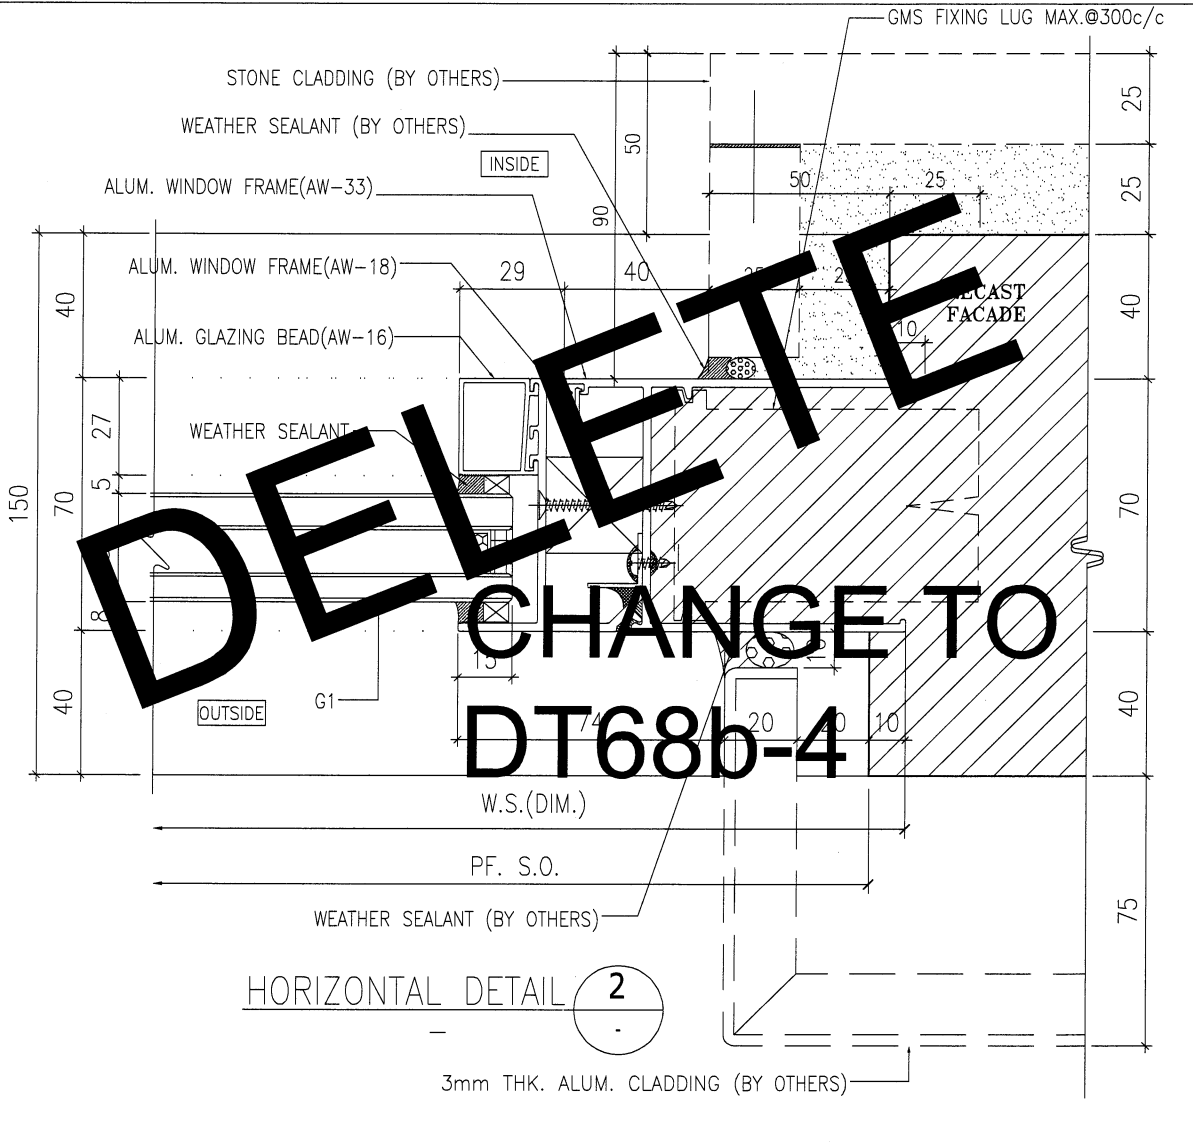 GMS FIXING LUG MAX.@300c/c
STONE CLADDING (BY OTHERS)
WEATHER SEALANT (BY OTHERS)
INSIDE
ALUM. WINDOW FRAME(AW-33)
ALUM. WINDOW FRAME(AW-18)
ALUM. GLAZING BEAD(AW-16)
WEATHER SEALANT
50
90
50
25
25
25
29
40
10
FACADE
40
40
27
5
70
150
8
40
70
40
75
DELETE
CHANGE TO
DT68b-4
15
G1
OUTSIDE
74
20
10
W.S.(DIM.)
PF. S.O.
WEATHER SEALANT (BY OTHERS)
HORIZONTAL DETAIL
2
-
-
3mm THK. ALUM. CLADDING (BY OTHERS)